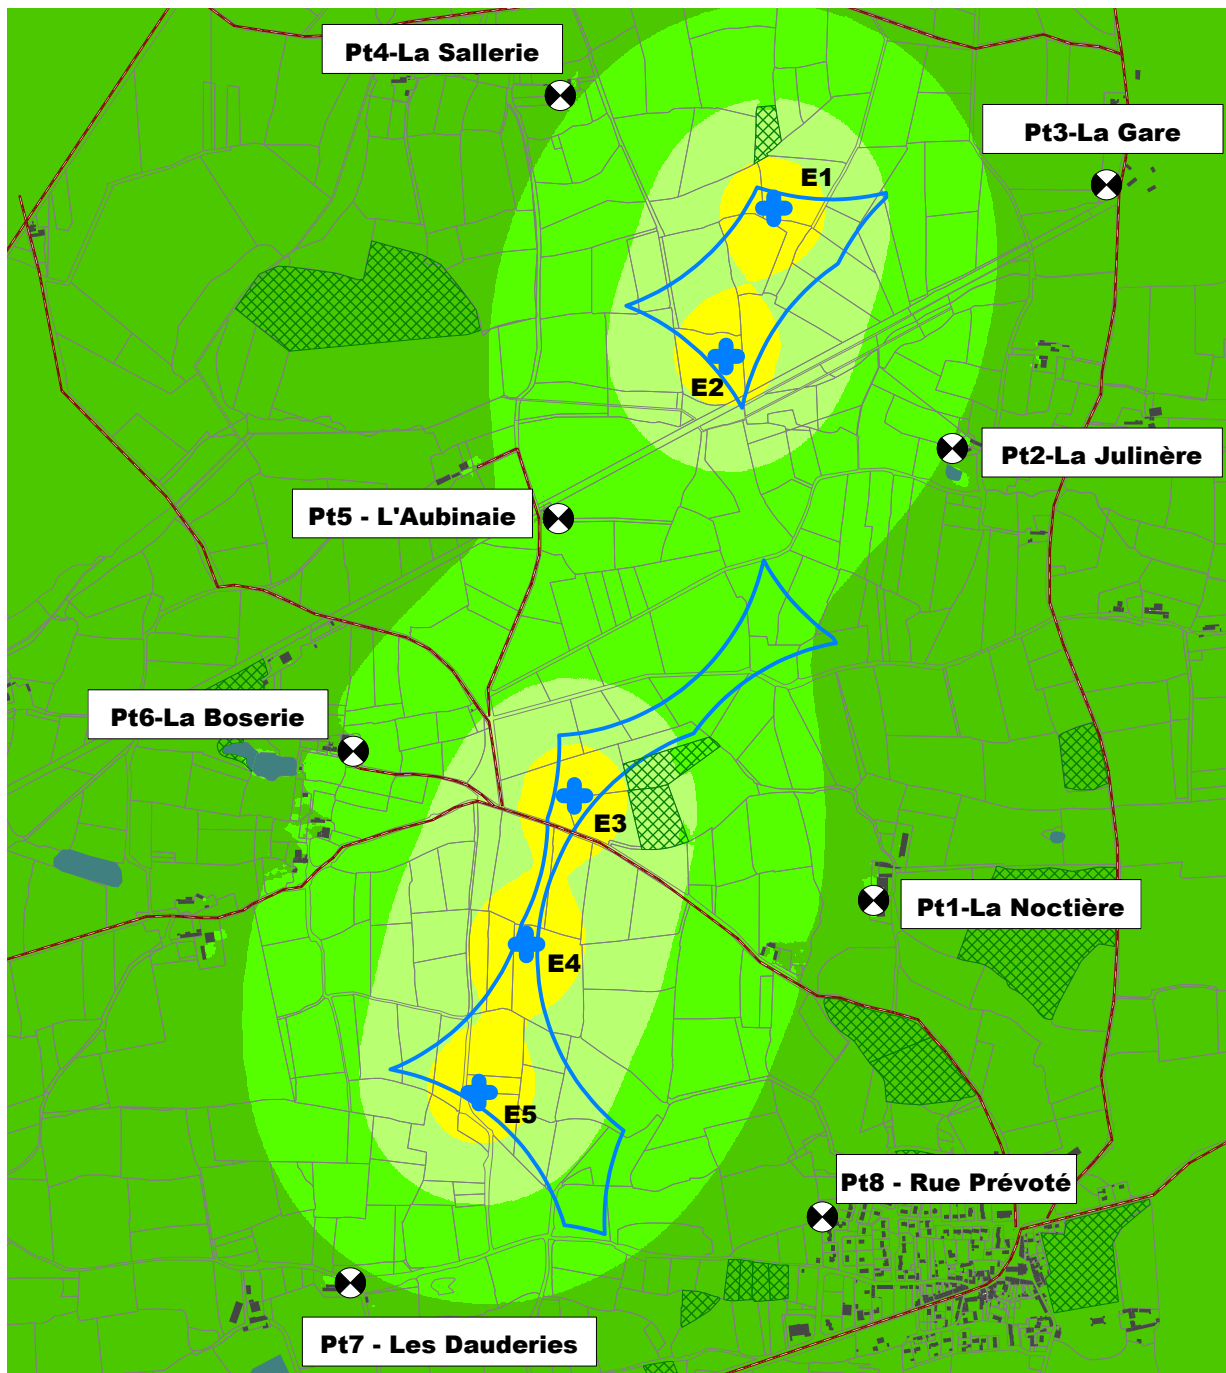 Pt4-La Sallerie
Pt3-La Gare
E1
E2
Pt2-La Julinère
Pt5 - L'Aubinaie
Pt6-La Boserie
E3
Pt1-La Noctière
E4
E5
Pt8 - Rue Prévoté
Pt7 - Les Dauderies